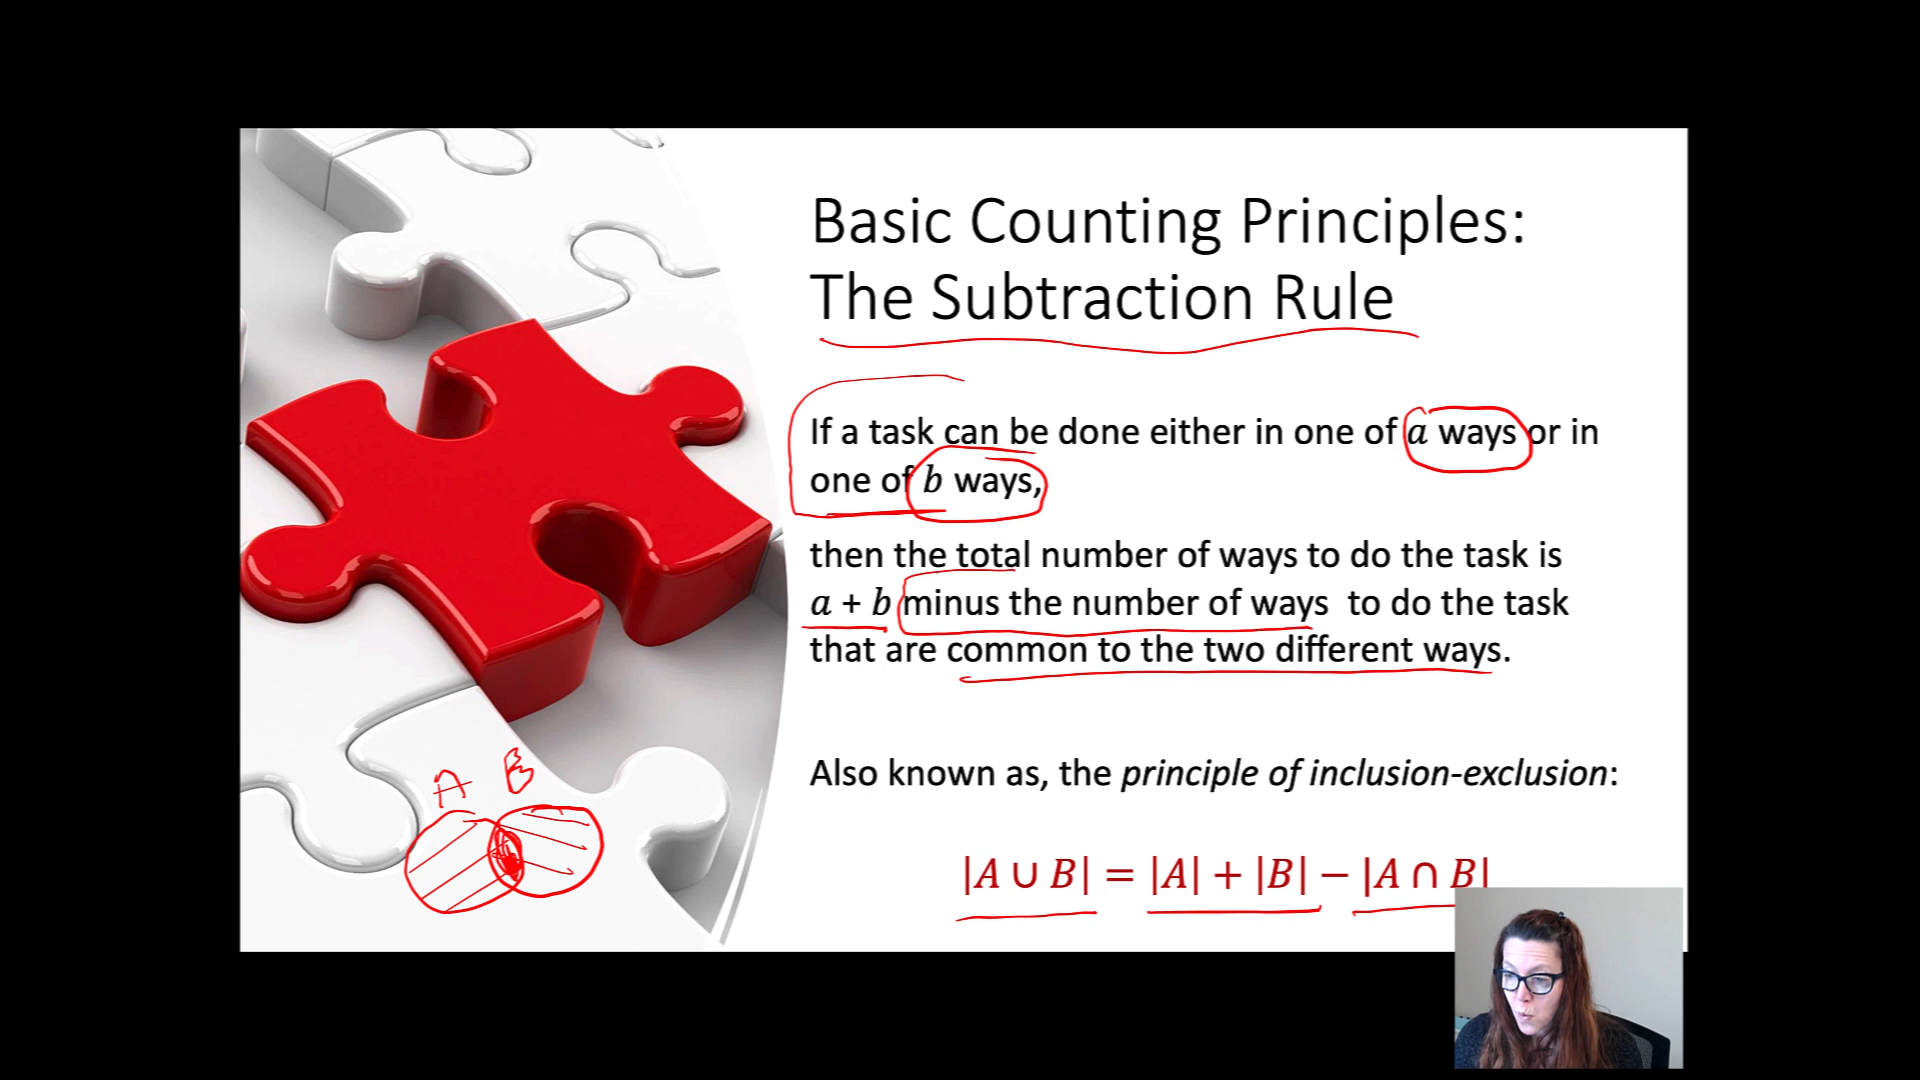 Basic Counting Principles:
The Subtraction Rule
If a task can be done either in one of a ways or in
one of b ways,
then the total number of ways to do the task is
a + b minus the number of ways to do the task
that are common to the two different ways.
Also known as, the principle of inclusion-exclusion:
|A ∪ B| = |A| + |B| − |A ∩ B|
A B